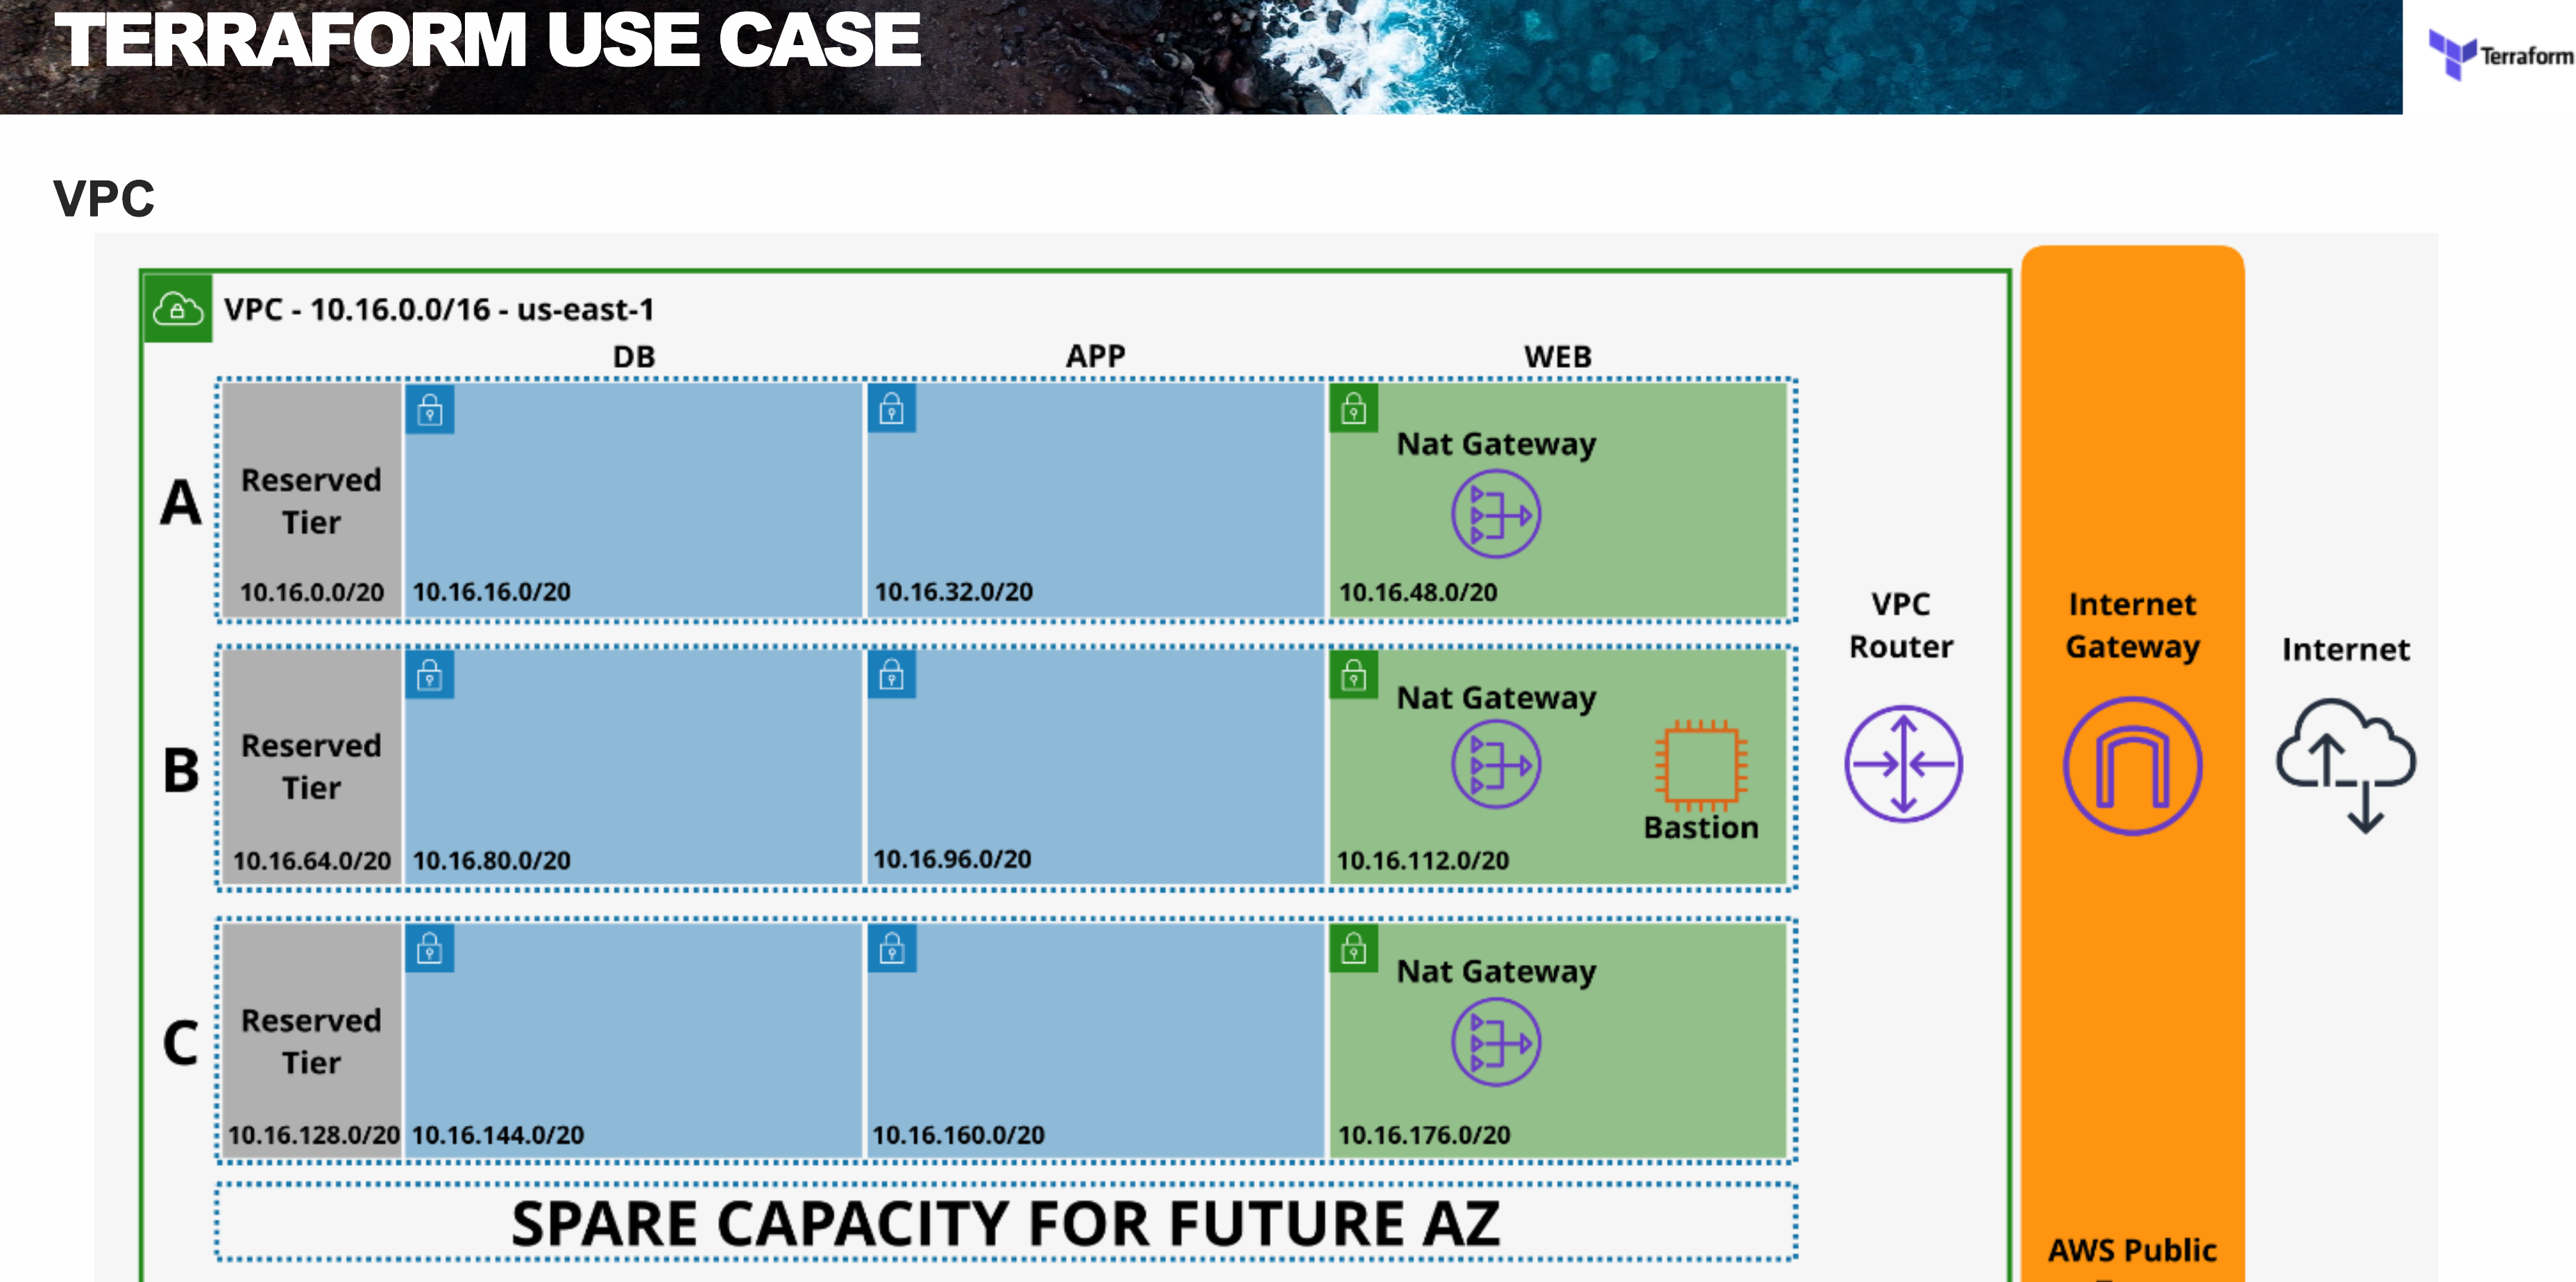 TERRAFORM USE CASE
Terraform
VPC
VPC - 10.16.0.0/16 - us-east-1
DB
APP
WEB
A
Reserved
Tier
10.16.0.0/20
10.16.16.0/20
10.16.32.0/20
Nat Gateway
10.16.48.0/20
B
Reserved
Tier
10.16.64.0/20
10.16.80.0/20
10.16.96.0/20
Nat Gateway
Bastion
10.16.112.0/20
C
Reserved
Tier
10.16.128.0/20
10.16.144.0/20
10.16.160.0/20
Nat Gateway
10.16.176.0/20
SPARE CAPACITY FOR FUTURE AZ
VPC
Router
Internet
Gateway
Internet
AWS Public